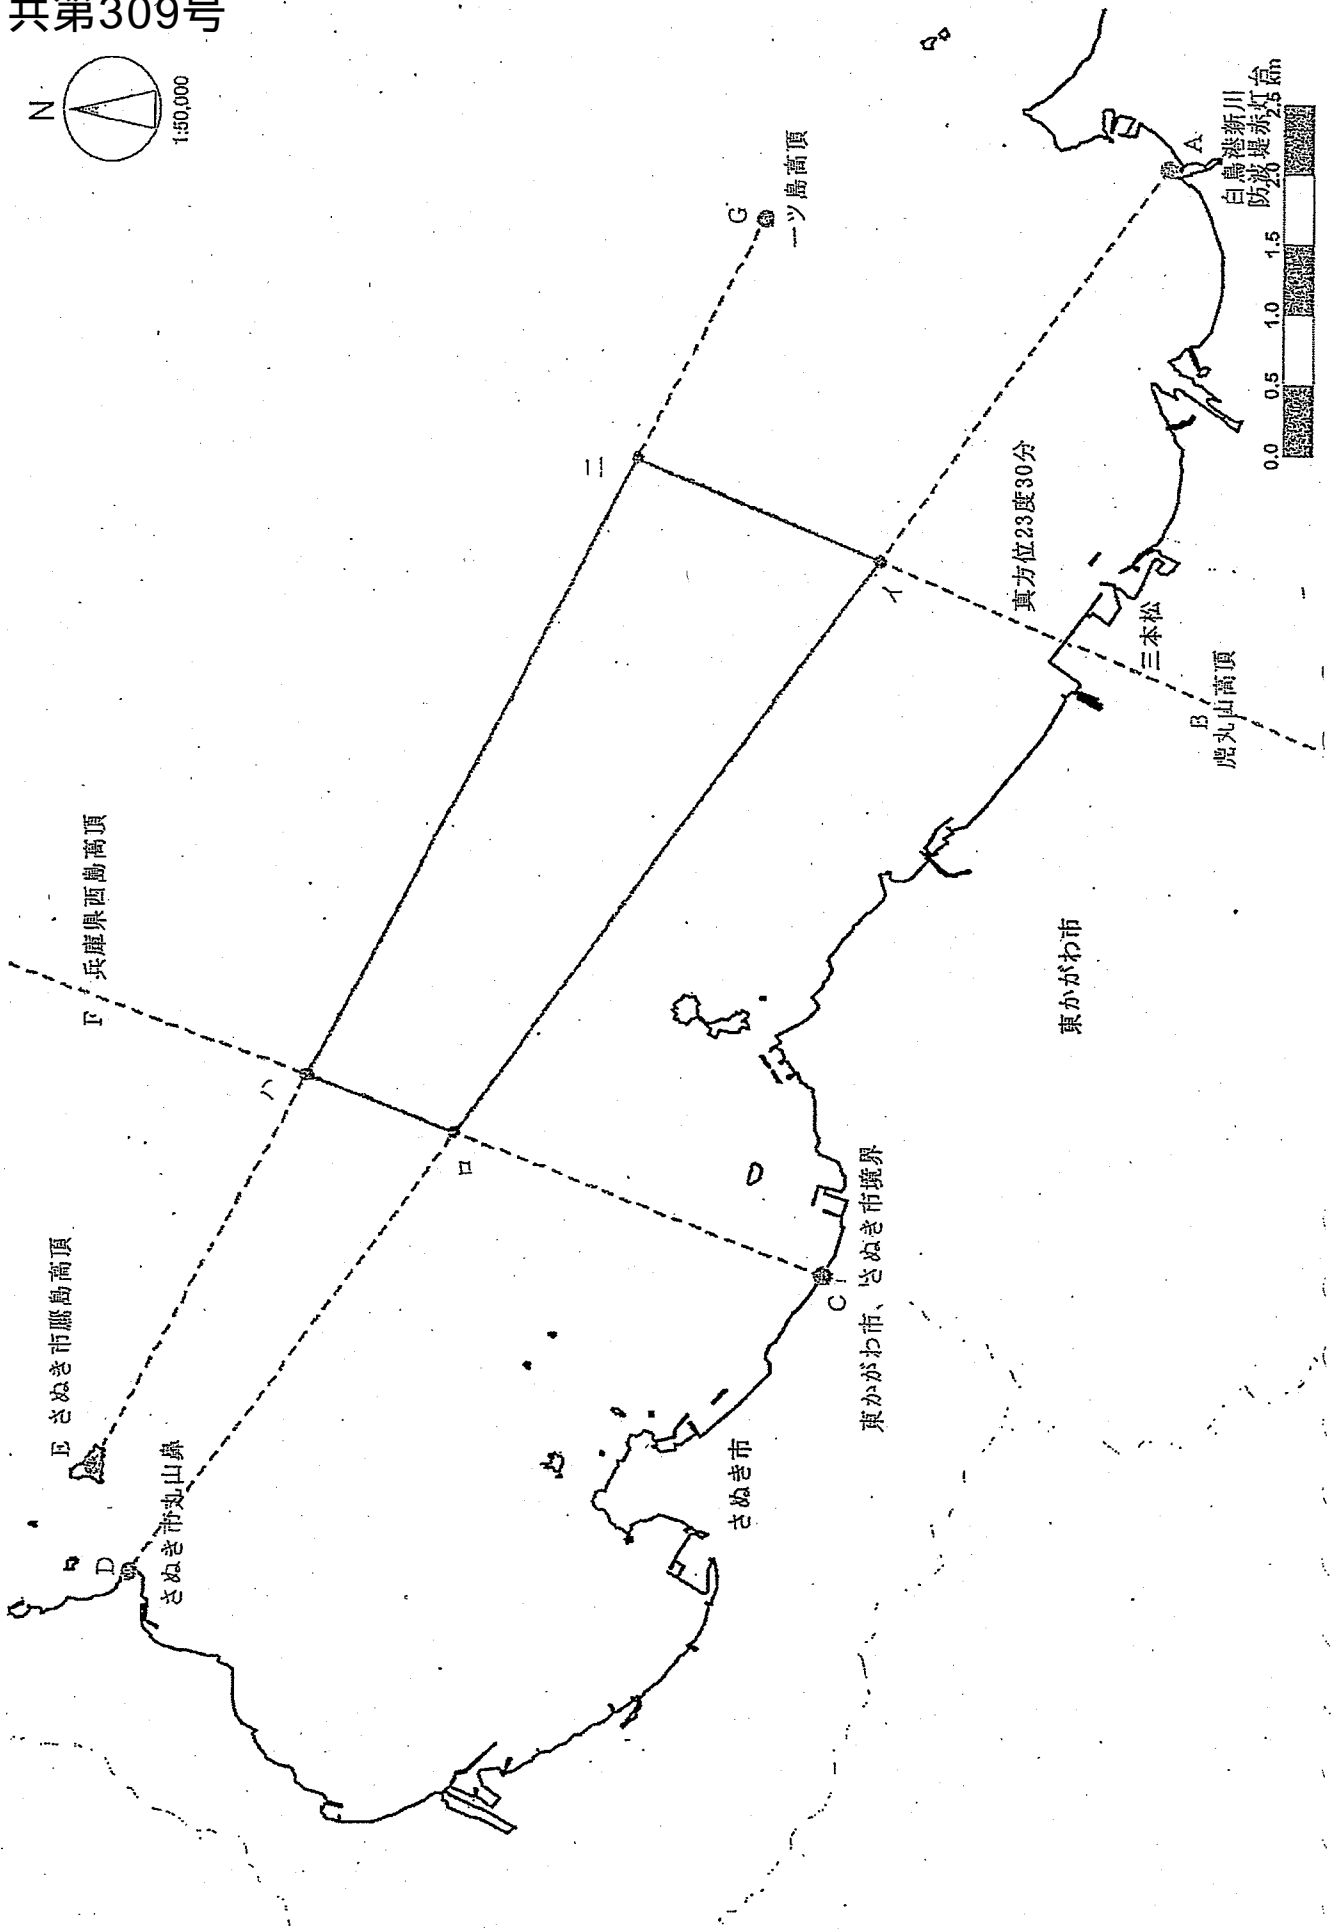 共第309号
N
1:50,000
A
白鳥港新川
防波堤赤灯台
G
一ツ島高頂
ニ
イ
真方位23度30分
三本松
B
虎丸山高頂
F 兵庫県西島高頂
ハ
ロ
東かがわ市
E さぬき市鷹島高頂
D
さぬき市丸山鼻
C
東かがわ市、さぬき市境界
さぬき市
0.0 0.5 1.0 1.5 2.0 2.5 km